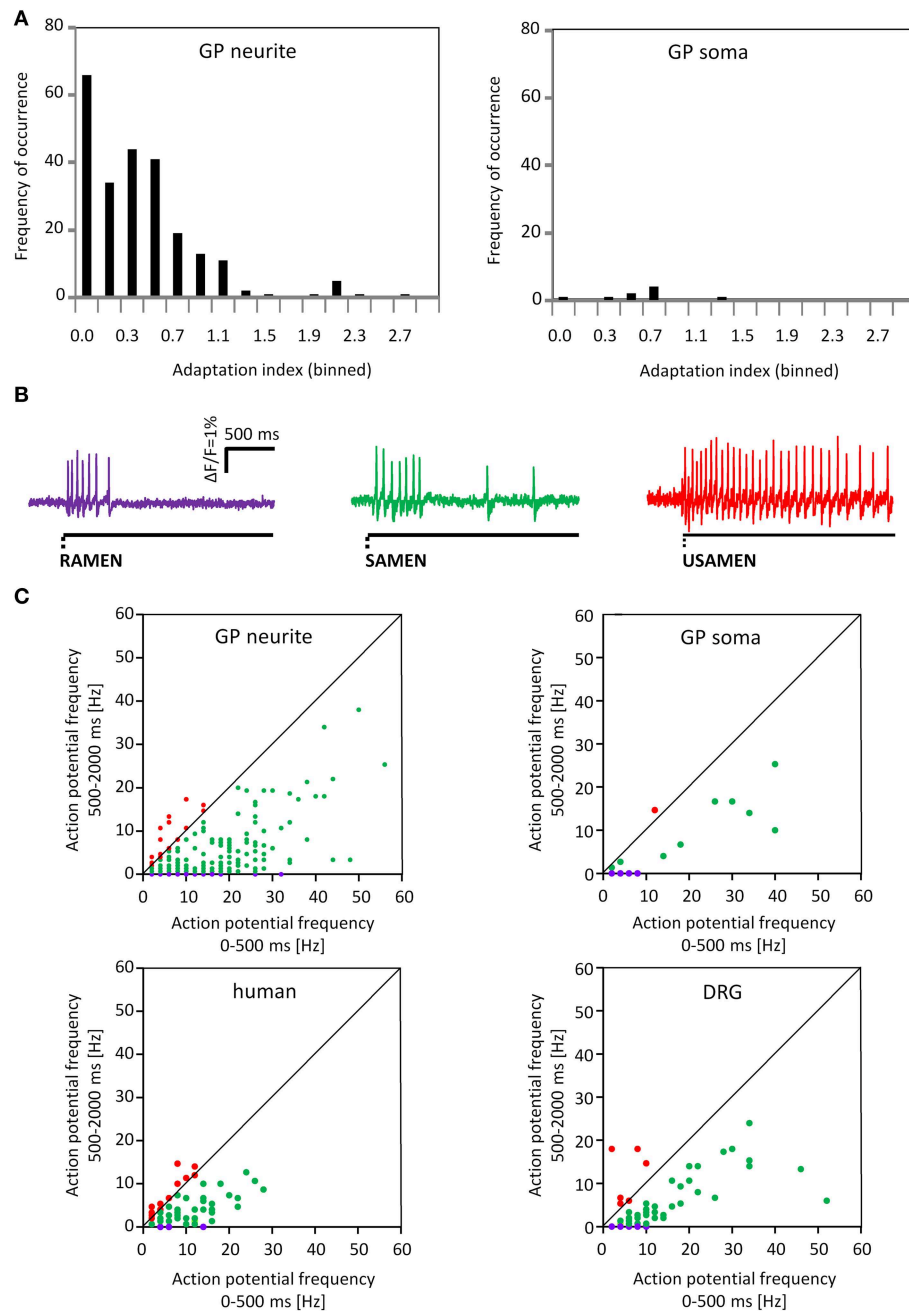 A
GP neurite
Frequency of occurrence
80
60
40
20
0
0.0 0.3 0.7 1.1 1.5 1.9 2.3 2.7
Adaptation index (binned)
GP soma
Frequency of occurrence
80
60
40
20
0
0.0 0.3 0.7 1.1 1.5 1.9 2.3 2.7
Adaptation index (binned)
B
ΔF/F=1%
500 ms
RAMEN
SAMEN
USAMEN
C
GP neurite
Action potential frequency
500-2000 ms [Hz]
60
50
40
30
20
10
0
0 10 20 30 40 50 60
Action potential frequency
0-500 ms [Hz]
GP soma
Action potential frequency
500-2000 ms [Hz]
60
50
40
30
20
10
0
0 10 20 30 40 50 60
Action potential frequency
0-500 ms [Hz]
human
Action potential frequency
500-2000 ms [Hz]
60
50
40
30
20
10
0
0 10 20 30 40 50 60
Action potential frequency
0-500 ms [Hz]
DRG
Action potential frequency
500-2000 ms [Hz]
60
50
40
30
20
10
0
0 10 20 30 40 50 60
Action potential frequency
0-500 ms [Hz]